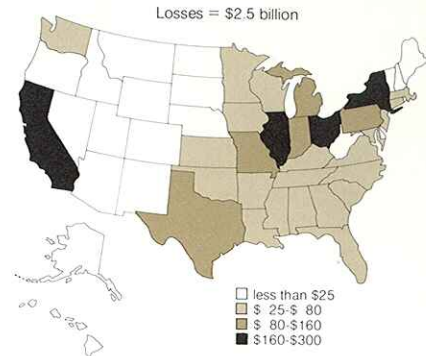 Losses = $2.5 billion
less than $25
$ 25-$ 80
$ 80-$160
$160-$300